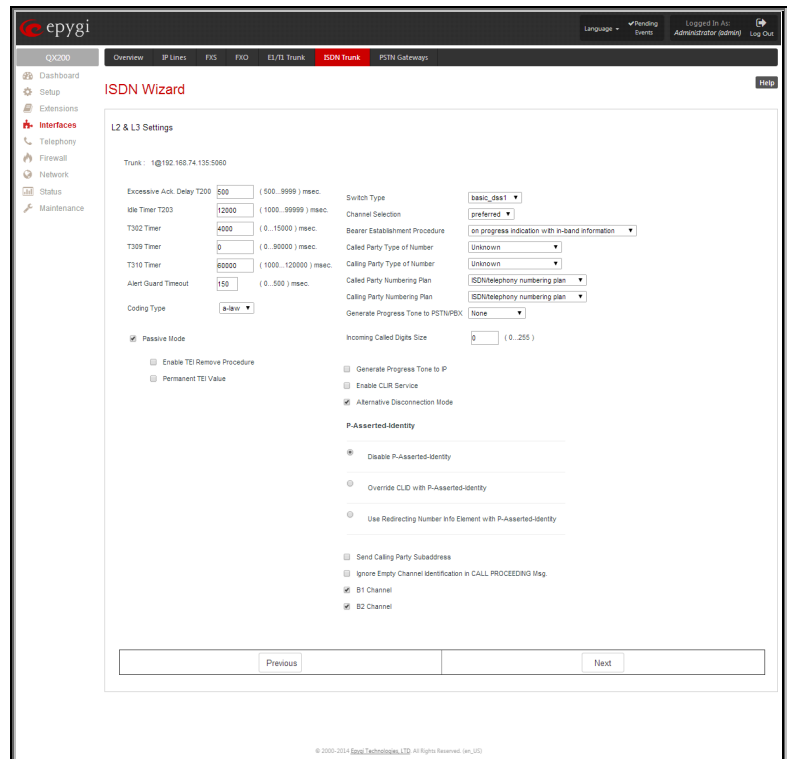 epygi
Language
Pending Events
Logged In As:
Administrator (admin)
Log Out
QX200
Overview IP Lines FXS FXO E1/T1 Trunk ISDN Trunk PSTN Gateways
Dashboard
Setup
Extensions
Interfaces
Telephony
Firewall
Network
Status
Maintenance
ISDN Wizard
Help
L2 & L3 Settings
Trunk : 1@192.168.74.135:5060
Excessive Ack. Delay T200 500 ( 500...9999 ) msec.
Idle Timer T203 12000 ( 1000...99999 ) msec.
T302 Timer 4000 ( 0...15000 ) msec.
T309 Timer 0 ( 0...90000 ) msec.
T310 Timer 60000 ( 1000...120000 ) msec.
Alert Guard Timeout 150 ( 0...500 ) msec.
Coding Type a-law
Passive Mode
Enable TEI Remove Procedure
Permanent TEI Value
Switch Type basic_dss1
Channel Selection preferred
Bearer Establishment Procedure on progress indication with in-band information
Called Party Type of Number Unknown
Calling Party Type of Number Unknown
Called Party Numbering Plan ISDN/telephony numbering plan
Calling Party Numbering Plan ISDN/telephony numbering plan
Generate Progress Tone to PSTN/PBX None
Incoming Called Digits Size 0 ( 0...255 )
Generate Progress Tone to IP
Enable CLIR Service
Alternative Disconnection Mode
P-Asserted-Identity
Disable P-Asserted-Identity
Override CLID with P-Asserted-Identity
Use Redirecting Number Info Element with P-Asserted-Identity
Send Calling Party Subaddress
Ignore Empty Channel Identification in CALL PROCEEDING Msg.
B1 Channel
B2 Channel
Previous Next
© 2000-2014 Epygi Technologies, LTD. All Rights Reserved. (en_US)